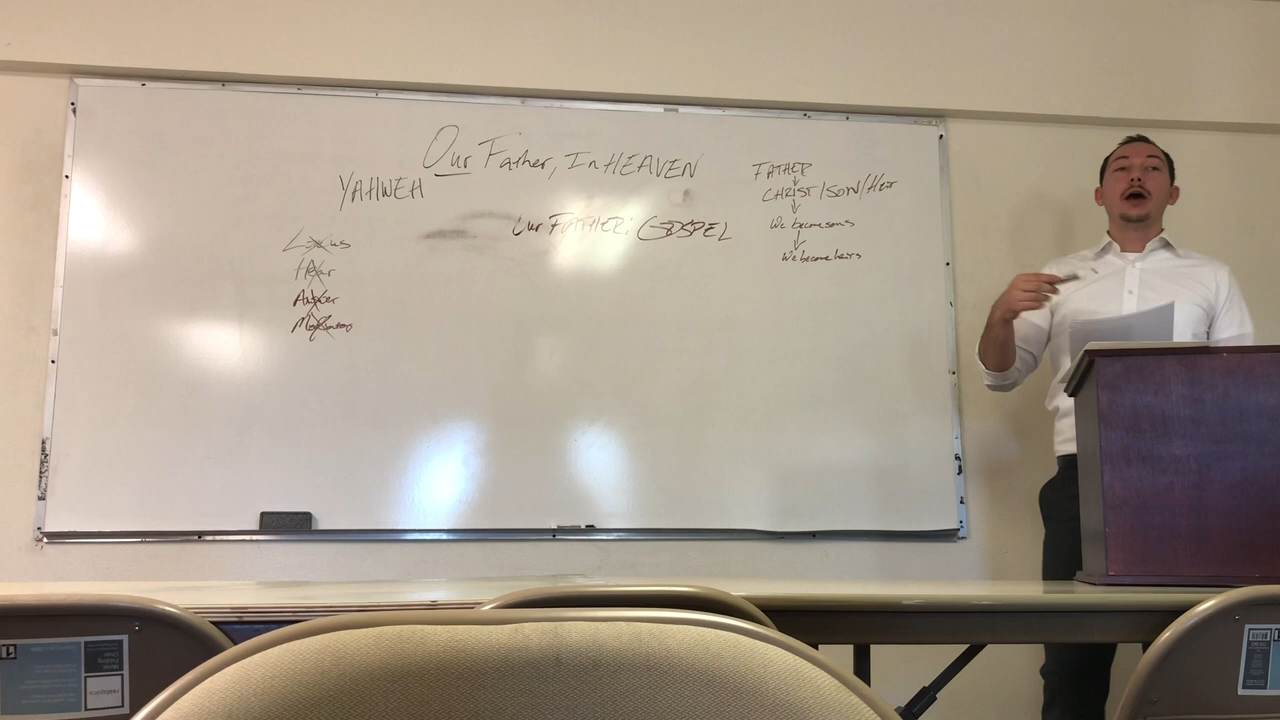 Our Father, In HEAVEN
YAHWEH
Our FATHER: GOSPEL
FATHER
CHRIST/SON/Heir
We become sons
We become heirs
Hear
Answer